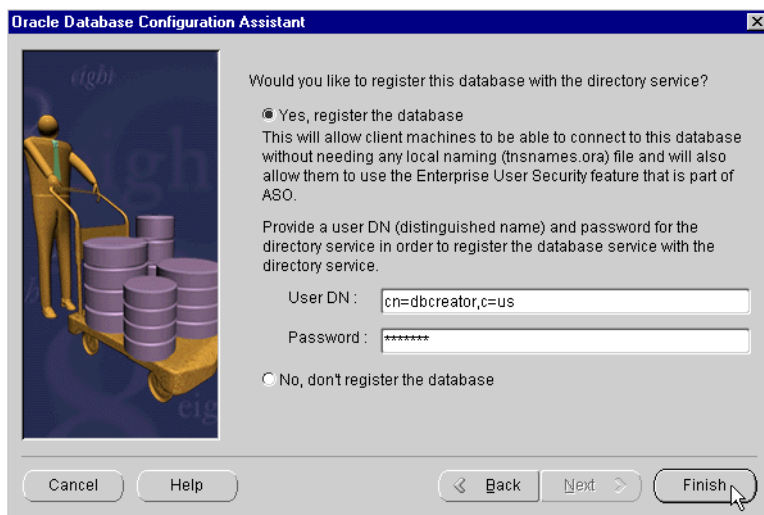 Oracle Database Configuration Assistant
eight
Would you like to register this database with the directory service?
Yes, register the database
This will allow client machines to be able to connect to this database
without needing any local naming (tnsnames.ora) file and will also
allow them to use the Enterprise User Security feature that is part of
ASO.
Provide a user DN (distinguished name) and password for the
directory service in order to register the database service with the
directory service.
User DN : cn=dbcreator,c=us
Password : *******
No, don't register the database
Cancel Help Back Next Finish